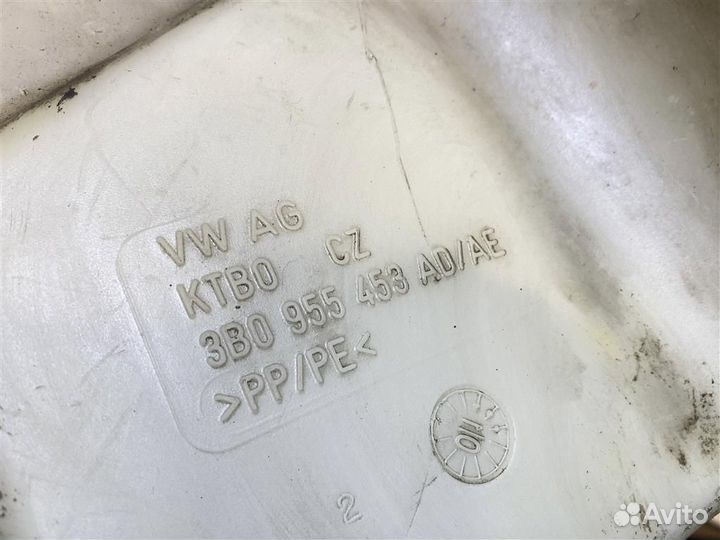 VW AG
KTBO CZ
3B0 955 453 AD/AE
>PP/PE<
2
Avito